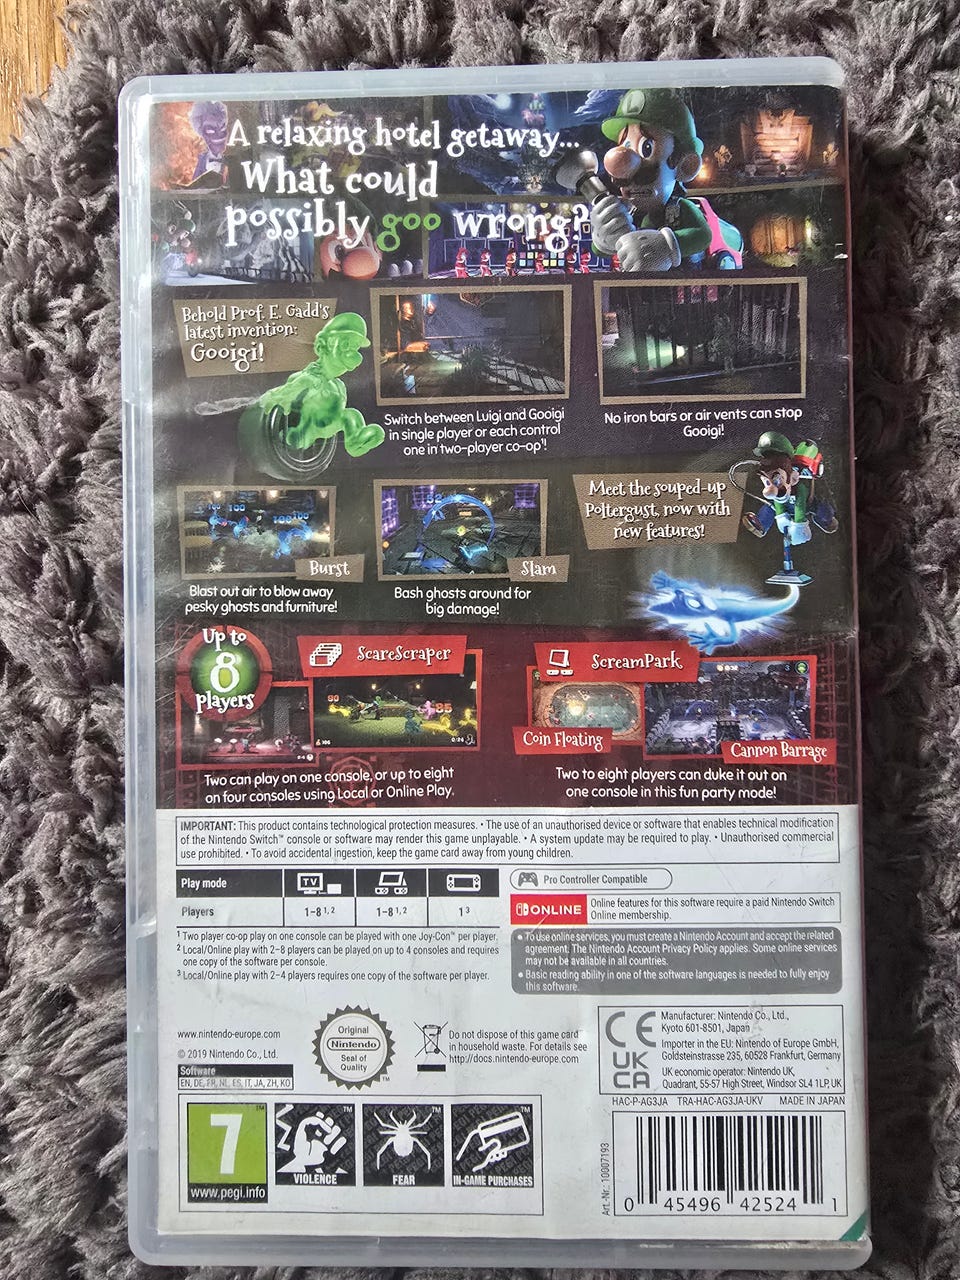 A relaxing hotel getaway...
What could
possibly goo wrong?
Behold Prof. E. Gadd's
latest invention:
Gooigi!
Switch between Luigi and Gooigi
in single player or each control
one in two-player co-op¹!
No iron bars or air vents can stop
Gooigi!
Meet the souped-up
Poltergust, now with
new features!
Burst
Blast out air to blow away
pesky ghosts and furniture!
Slam
Bash ghosts around for
big damage!
Up to
8
players
ScareScraper
Two can play on one console, or up to eight
on four consoles using Local or Online Play.
ScreamPark
Coin Floating
Cannon Barrage
Two to eight players can duke it out on
one console in this fun party mode!
IMPORTANT: This product contains technological protection measures. • The use of an unauthorised device or software that enables technical modification
of the Nintendo Switch™ console or software may render this game unplayable. • A system update may be required to play. • Unauthorised commercial
use prohibited. • To avoid accidental ingestion, keep the game card away from young children.
Play mode TV
Players 1-8¹,² 1-8¹,² 1³
¹ Two player co-op play on one console can be played with one Joy-Con™ per player.
² Local/Online play with 2-8 players can be played on up to 4 consoles and requires
one copy of the software per console.
³ Local/Online play with 2-4 players requires one copy of the software per player.
Pro Controller Compatible
ONLINE
Online features for this software require a paid Nintendo Switch
Online membership.
• To use online services, you must create a Nintendo Account and accept the related
agreement. The Nintendo Account Privacy Policy applies. Some online services
may not be available in all countries.
• Basic reading ability in one of the software languages is needed to fully enjoy
this software.
www.nintendo-europe.com
© 2019 Nintendo Co., Ltd.
Software
EN, DE, FR, NL, ES, IT, JA, ZH, KO
Original
Nintendo
Seal of
Quality
TM
Do not dispose of this game card
in household waste. For details see
http://docs.nintendo-europe.com
CE
UK
CA
Manufacturer: Nintendo Co., Ltd.,
Kyoto 601-8501, Japan
Importer in the EU: Nintendo of Europe GmbH,
Goldsteinstrasse 235, 60528 Frankfurt, Germany
UK economic operator: Nintendo UK,
Quadrant, 55-57 High Street, Windsor SL4 1LP, UK
HAC-P-AG3JA TRA-HAC-AG3JA-UKV MADE IN JAPAN
7
www.pegi.info
VIOLENCE
FEAR
IN-GAME PURCHASES
Art.-Nr.: 10007193
0 45496 42524 1